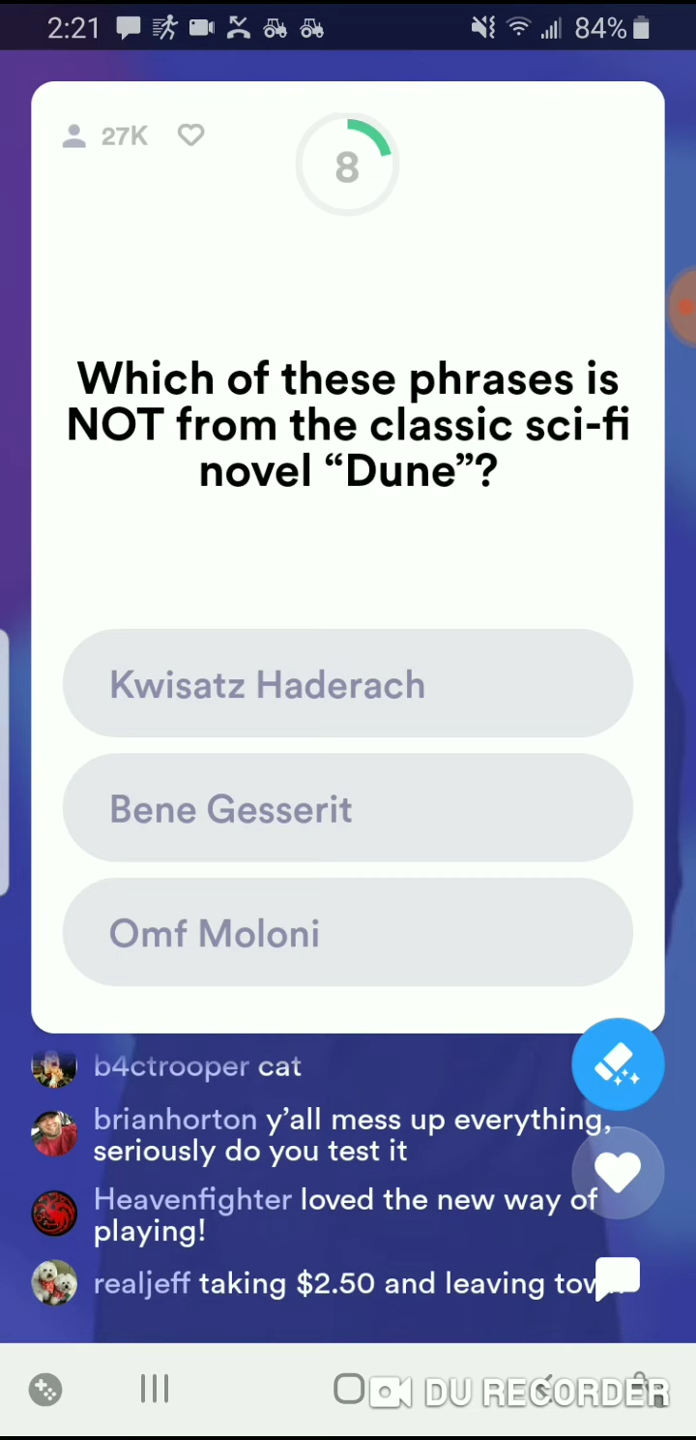 2:21 84%
27K
8
Which of these phrases is
NOT from the classic sci-fi
novel “Dune”?
Kwisatz Haderach
Bene Gesserit
Omf Moloni
b4ctrooper cat
brianhorton y’all mess up everything,
seriously do you test it
Heavenfighter loved the new way of
playing!
realjeff taking $2.50 and leaving
DU RECORDER